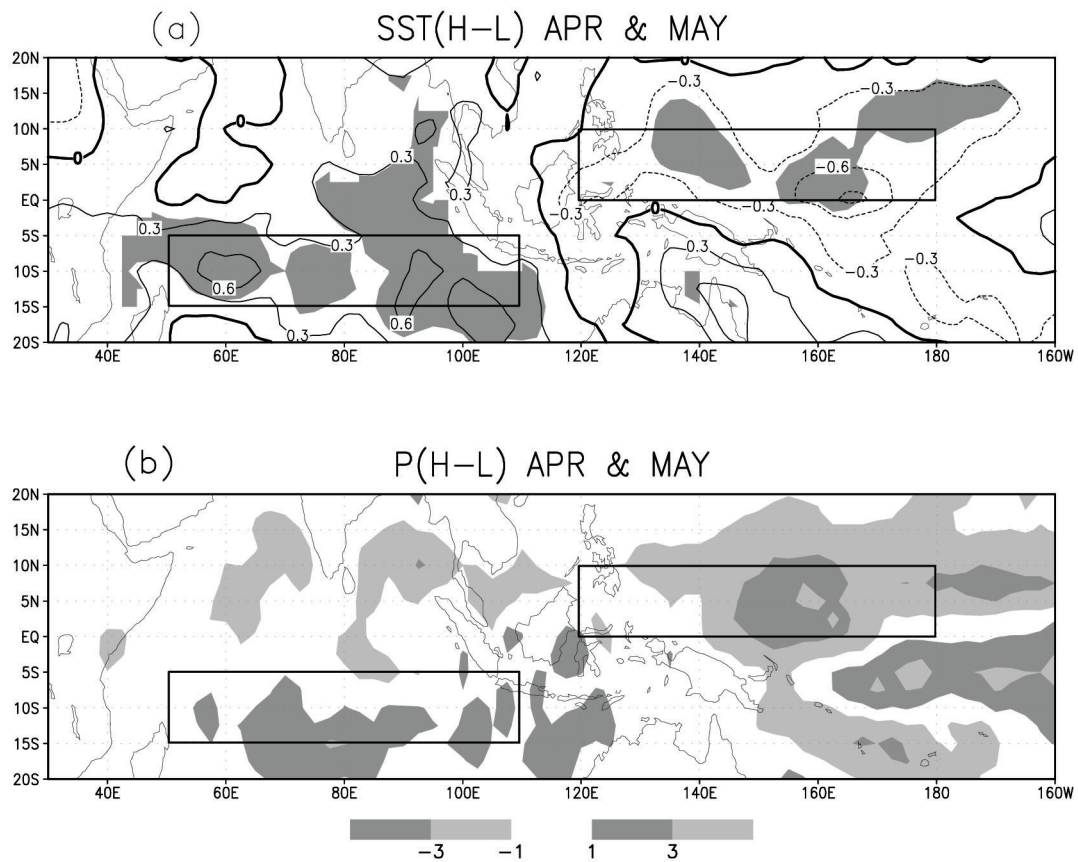 (a) SST(H−L) APR & MAY
20N
15N
10N
5N
EQ
5S
10S
15S
20S
0 0 0 0 −0.3 −0.3
0.3 0.3 −0.6
0.3 0.3 −0.3 0 −0.3
0.6 0.3 −0.3
0.3 0.6
40E 60E 80E 100E 120E 140E 160E 180 160W
(b) P(H−L) APR & MAY
20N
15N
10N
5N
EQ
5S
10S
15S
20S
40E 60E 80E 100E 120E 140E 160E 180 160W
−3 −1 1 3